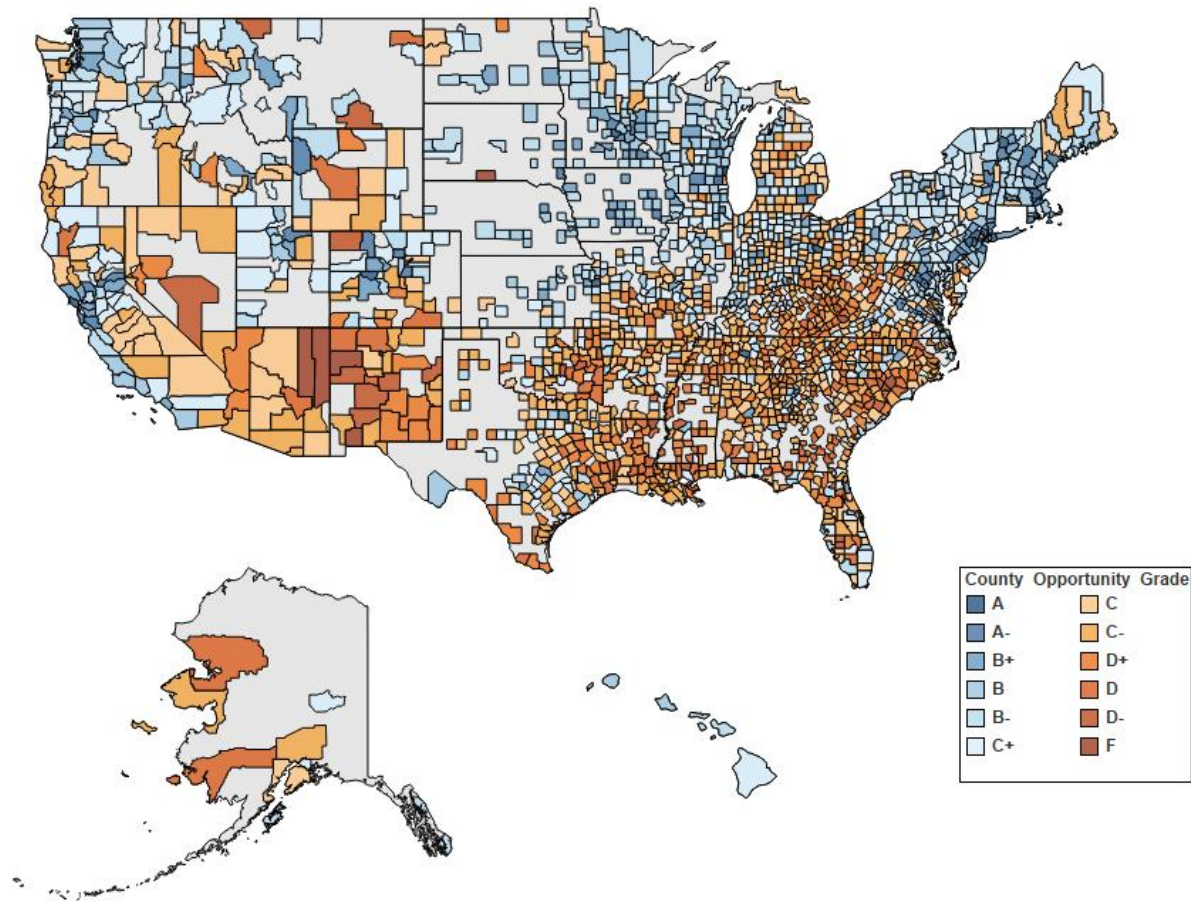 County Opportunity Grade
A C
A- C-
B+ D+
B D
B- D-
C+ F